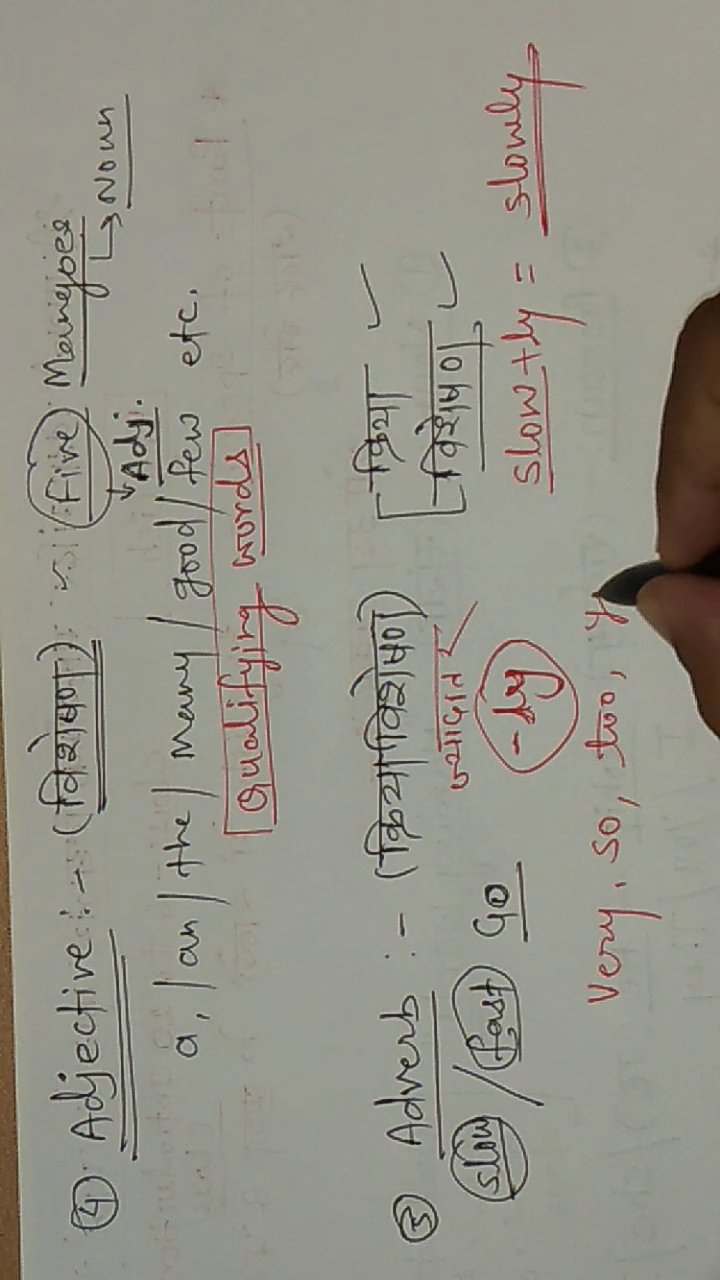 ④ Adjective :- (विशेषण) :- Five Mangoes
Adj. ↳ Noun
a, / an / the / many / good / few etc.
Qualifying words
⑤ Adverb :- (क्रियाविशेषण) [क्रिया ✓
विशेषण ✓
slow / fast Go ज्यादातर
-ly slow + ly = slowly
Very, so, too, y